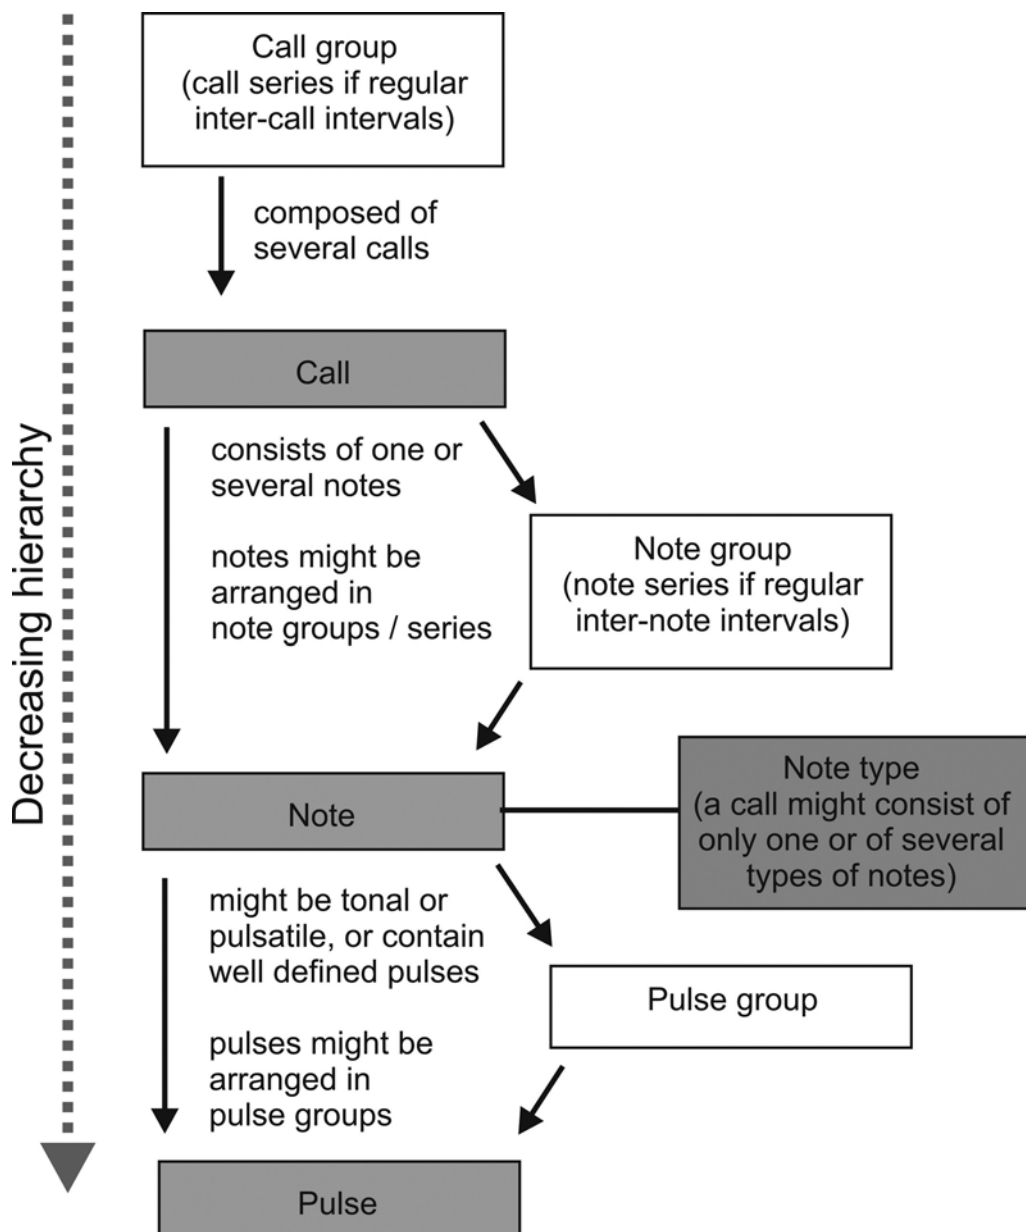 Call group
(call series if regular
inter-call intervals)
composed of
several calls
Call
consists of one or
several notes
notes might be
arranged in
note groups / series
Note group
(note series if regular
inter-note intervals)
Decreasing hierarchy
Note
Note type
(a call might consist of
only one or of several
types of notes)
might be tonal or
pulsatile, or contain
well defined pulses
pulses might be
arranged in
pulse groups
Pulse group
Pulse